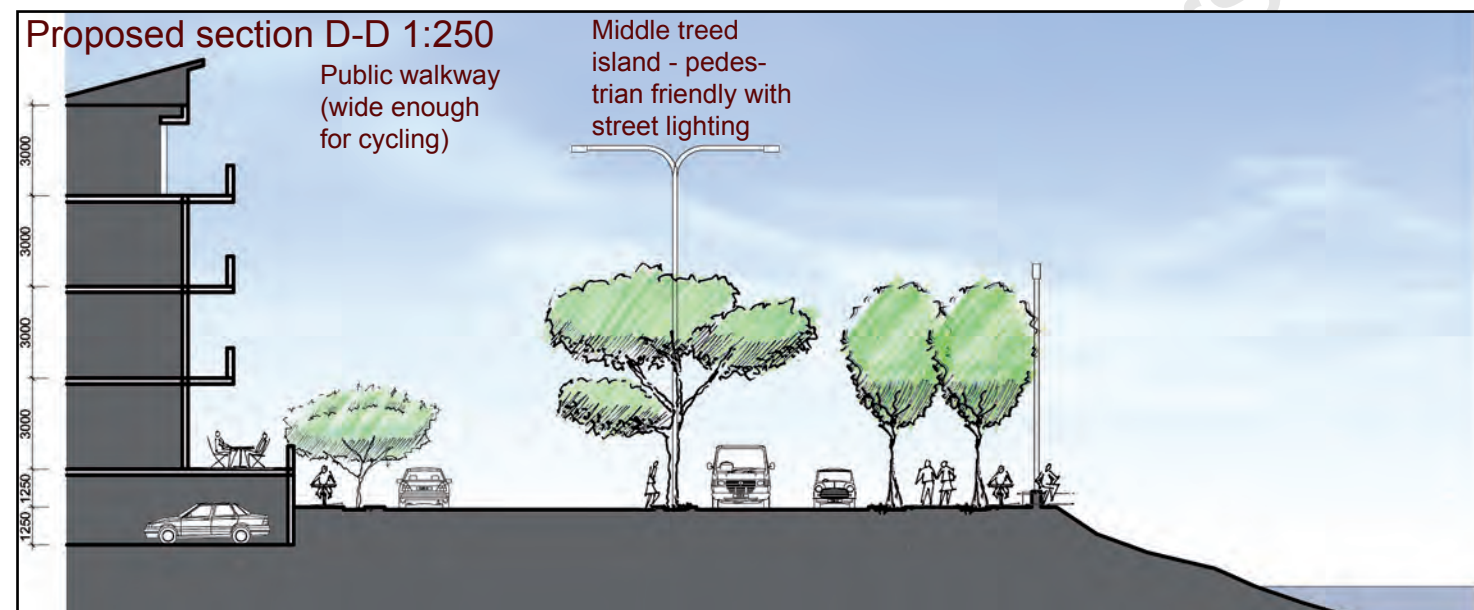 Proposed section D-D 1:250
Public walkway
(wide enough
for cycling)
Middle treed
island - pedes-
trian friendly with
street lighting
3000
3000
3000
3000
1250
1250